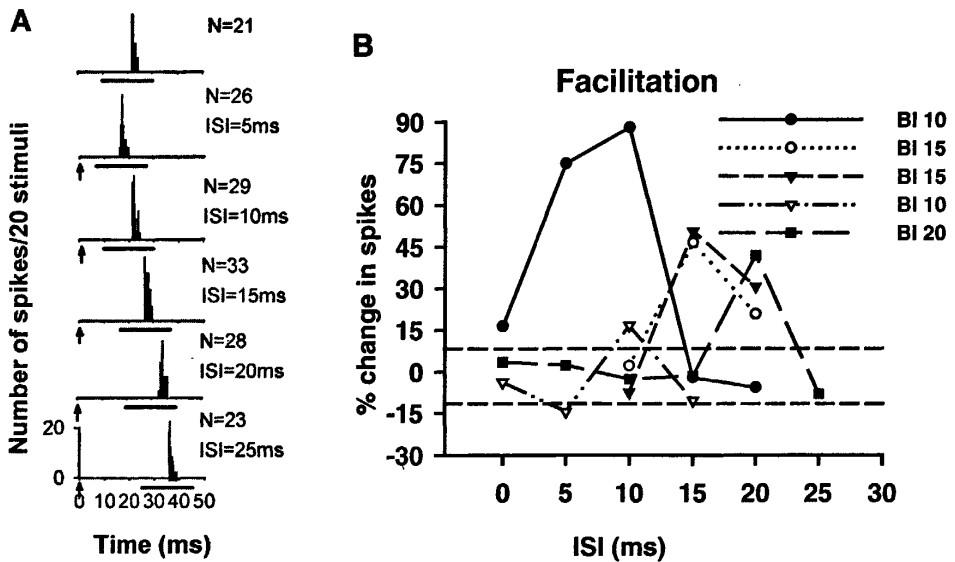 A
Number of spikes/20 stimuli
N=21
N=26
ISI=5ms
N=29
ISI=10ms
N=33
ISI=15ms
N=28
ISI=20ms
N=23
ISI=25ms
20
0
0 10 20 30 40 50
Time (ms)
B
Facilitation
% change in spikes
90
75
60
45
30
15
0
-15
-30
0 5 10 15 20 25 30
ISI (ms)
BI 10
BI 15
BI 15
BI 10
BI 20